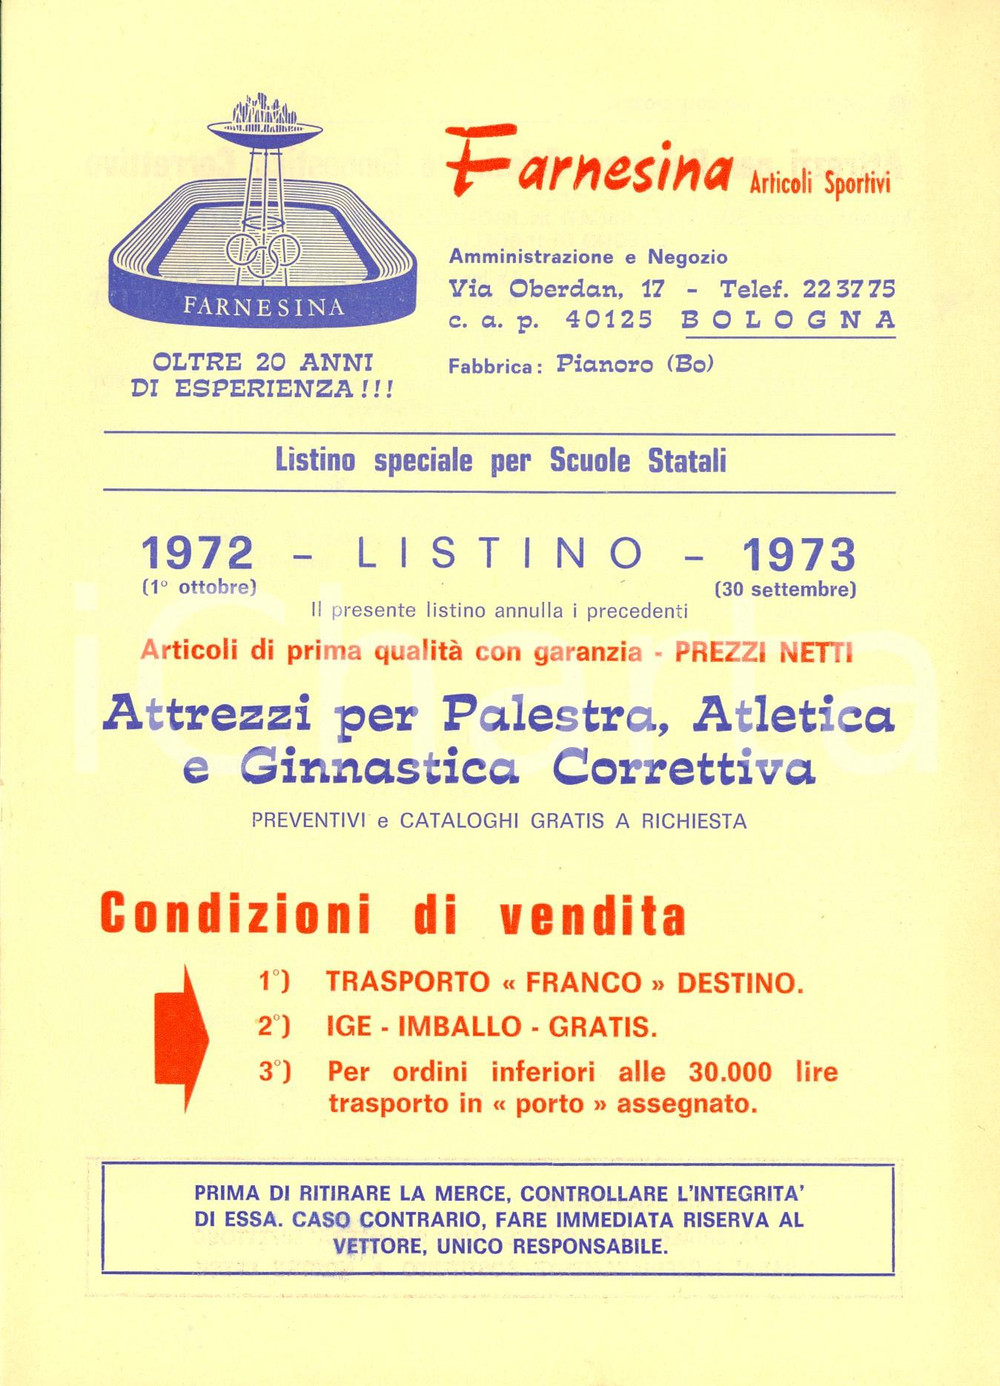 FARNESINA
OLTRE 20 ANNI
DI ESPERIENZA!!!
Farnesina Articoli Sportivi
Amministrazione e Negozio
Via Oberdan, 17 - Telef. 223775
c. a. p. 40125 BOLOGNA
Fabbrica: Pianoro (Bo)
Listino speciale per Scuole Statali
1972 - LISTINO - 1973
(1° ottobre) (30 settembre)
Il presente listino annulla i precedenti
Articoli di prima qualità con garanzia - PREZZI NETTI
Attrezzi per Palestra, Atletica
e Ginnastica Correttiva
PREVENTIVI e CATALOGHI GRATIS A RICHIESTA
Condizioni di vendita
1°) TRASPORTO « FRANCO » DESTINO.
2°) IGE - IMBALLO - GRATIS.
3°) Per ordini inferiori alle 30.000 lire
trasporto in « porto » assegnato.
PRIMA DI RITIRARE LA MERCE, CONTROLLARE L'INTEGRITA'
DI ESSA. CASO CONTRARIO, FARE IMMEDIATA RISERVA AL
VETTORE, UNICO RESPONSABILE.
iCharta